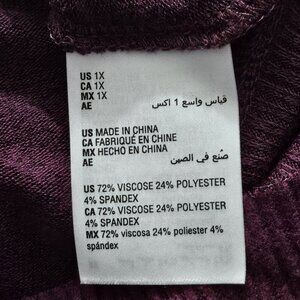 US 1X
CA 1X
MX 1X
AE قياس واسع 1 اكس
US MADE IN CHINA
CA FABRIQUÉ EN CHINE
MX HECHO EN CHINA
AE صُنع في الصين
US 72% VISCOSE 24% POLYESTER
4% SPANDEX
CA 72% VISCOSE 24% POLYESTER
4% SPANDEX
MX 72% viscosa 24% poliester 4%
spándex